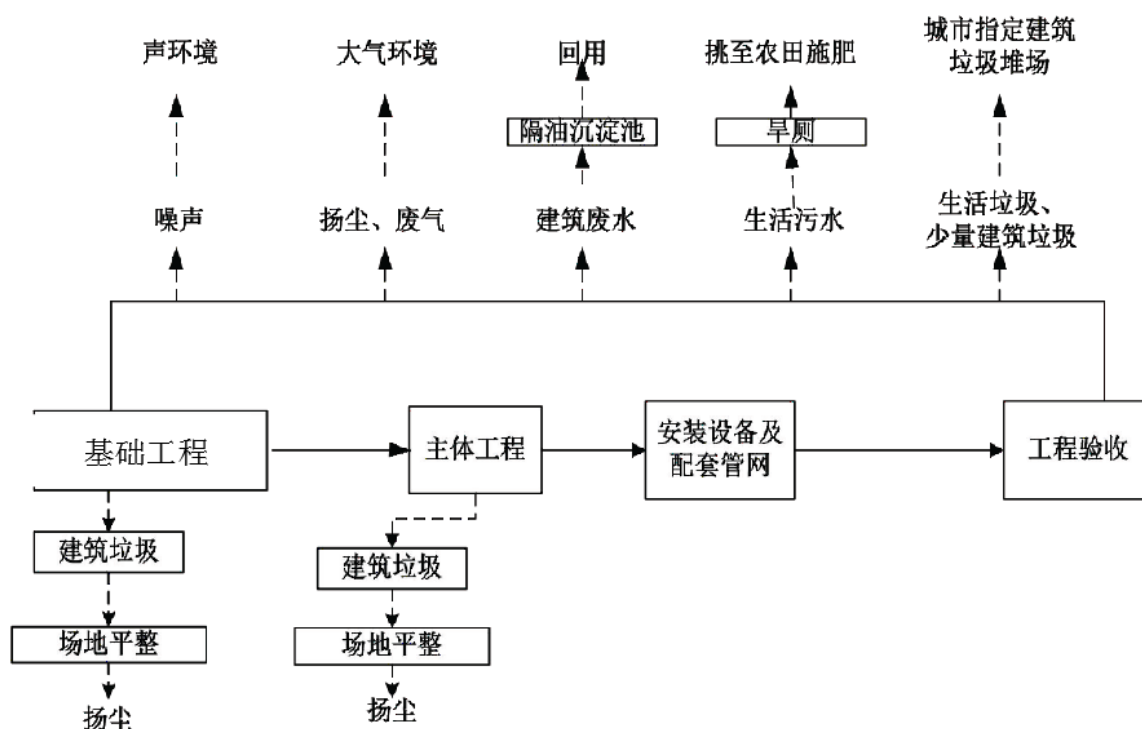 声环境
大气环境
回用
挑至农田施肥
城市指定建筑
垃圾堆场
隔油沉淀池
旱厕
噪声
扬尘、废气
建筑废水
生活污水
生活垃圾、
少量建筑垃圾
基础工程
主体工程
安装设备及
配套管网
工程验收
建筑垃圾
建筑垃圾
场地平整
场地平整
扬尘
扬尘